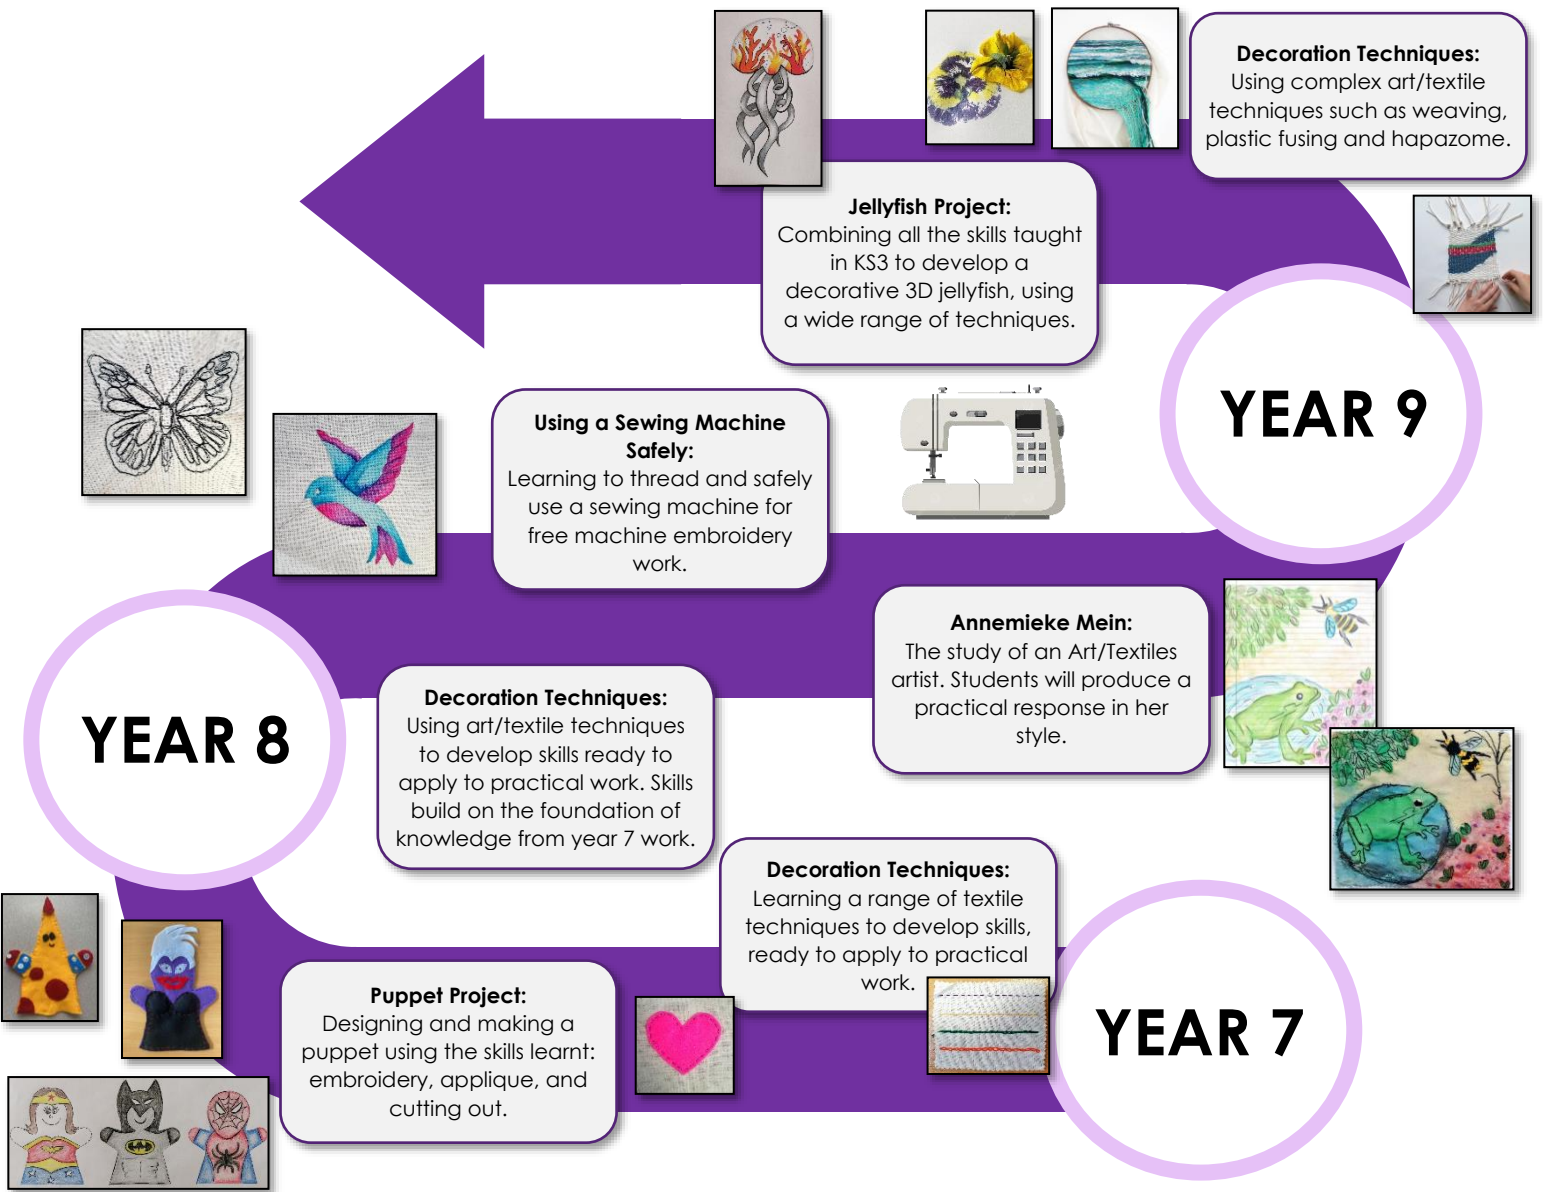 Decoration Techniques:
Using complex art/textile
techniques such as weaving,
plastic fusing and hapazome.
Jellyfish Project:
Combining all the skills taught
in KS3 to develop a
decorative 3D jellyfish, using
a wide range of techniques.
YEAR 9
Using a Sewing Machine
Safely:
Learning to thread and safely
use a sewing machine for
free machine embroidery
work.
Annemieke Mein:
The study of an Art/Textiles
artist. Students will produce a
practical response in her
style.
YEAR 8
Decoration Techniques:
Using art/textile techniques
to develop skills ready to
apply to practical work. Skills
build on the foundation of
knowledge from year 7 work.
Decoration Techniques:
Learning a range of textile
techniques to develop skills,
ready to apply to practical
work.
YEAR 7
Puppet Project:
Designing and making a
puppet using the skills learnt:
embroidery, applique, and
cutting out.